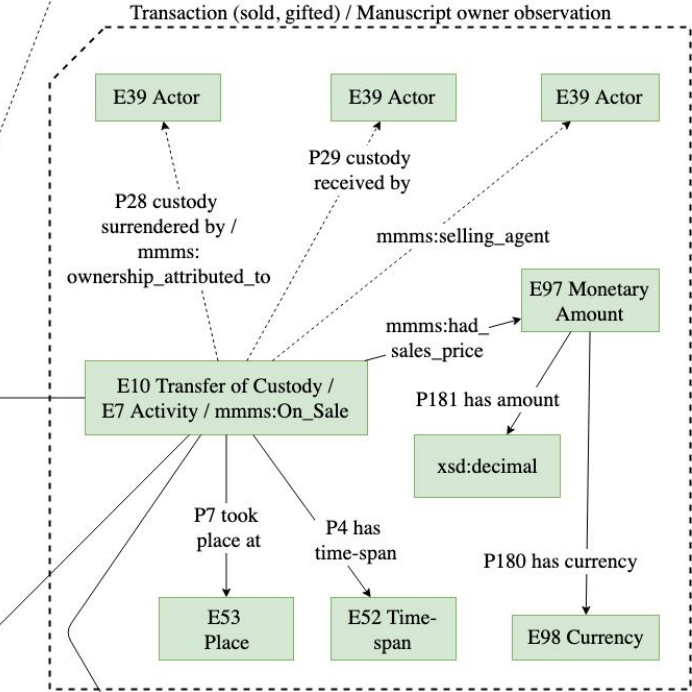 Transaction (sold, gifted) / Manuscript owner observation
E39 Actor
E39 Actor
E39 Actor
P28 custody
surrendered by /
mmms:
ownership_attributed_to
P29 custody
received by
mmms:selling_agent
E97 Monetary
Amount
mmms:had_
sales_price
E10 Transfer of Custody /
E7 Activity / mmms:On_Sale
P181 has amount
xsd:decimal
P7 took
place at
P4 has
time-span
P180 has currency
E53
Place
E52 Time-
span
E98 Currency